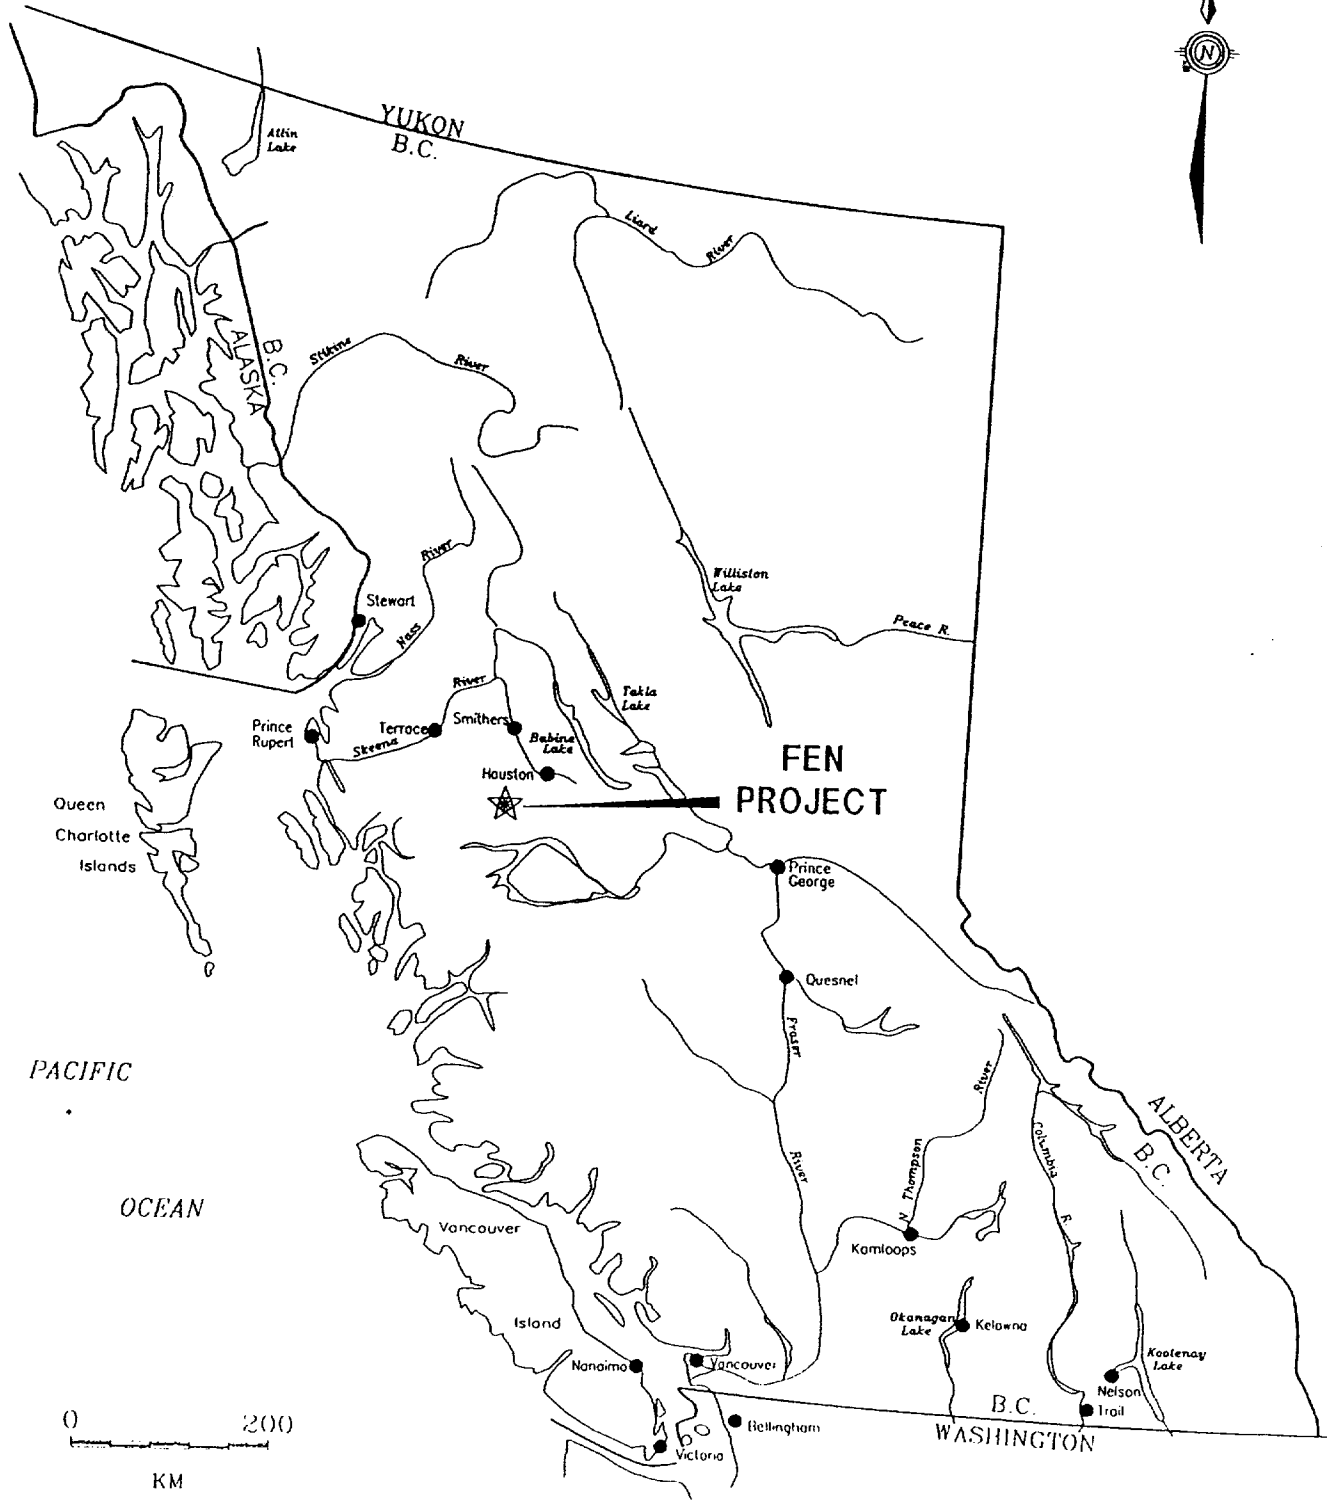 N
YUKON
B.C.
Atlin
Lake
Liard
River
B.C.
ALASKA
Stikine
River
River
Nass
Stewart
Williston
Lake
Peace R.
Takla
Lake
River
Prince
Rupert
Terrace
Skeena
Smithers
Babine
Lake
Houston
FEN
PROJECT
Queen
Charlotte
Islands
Prince
George
Quesnel
Fraser
River
PACIFIC
OCEAN
ALBERTA
B.C.
River
N Thompson
Columbia
R.
Kamloops
Vancouver
Island
Okanagan
Lake
Kelowna
Kootenay
Lake
Nelson
Trail
Nanaimo
Vancouver
B.C.
WASHINGTON
Bellingham
Victoria
0 200
KM